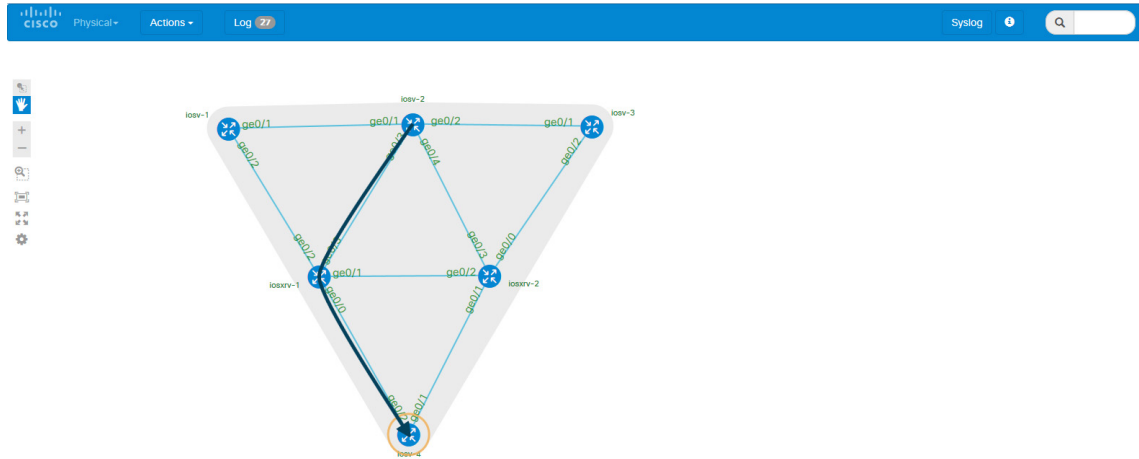 CISCO Physical Actions Log 27 Syslog
iosv-2
iosv-1 iosv-3
ge0/1 ge0/1 ge0/2 ge0/1
ge0/2 ge0/4 ge0/2
ge0/2 ge0/3 ge0/0
ge0/1 ge0/2
iosxrv-1 iosxrv-2
ge0/0 ge0/1
ge0/2 ge0/1
iosv-4